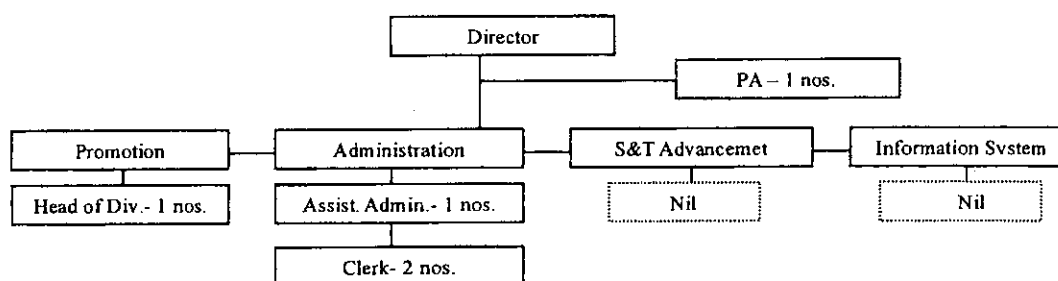 Director
PA – 1 nos.
Promotion
Administration
S&T Advancemet
Information Svstem
Head of Div.- 1 nos.
Assist. Admin.- 1 nos.
Nil
Nil
Clerk- 2 nos.